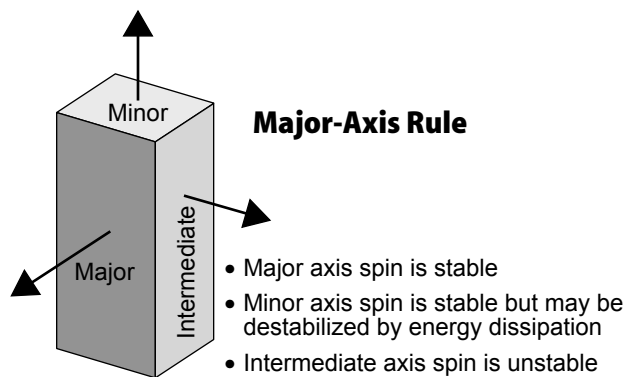 Minor
Major-Axis Rule
Intermediate
Major
• Major axis spin is stable
• Minor axis spin is stable but may be
destabilized by energy dissipation
• Intermediate axis spin is unstable